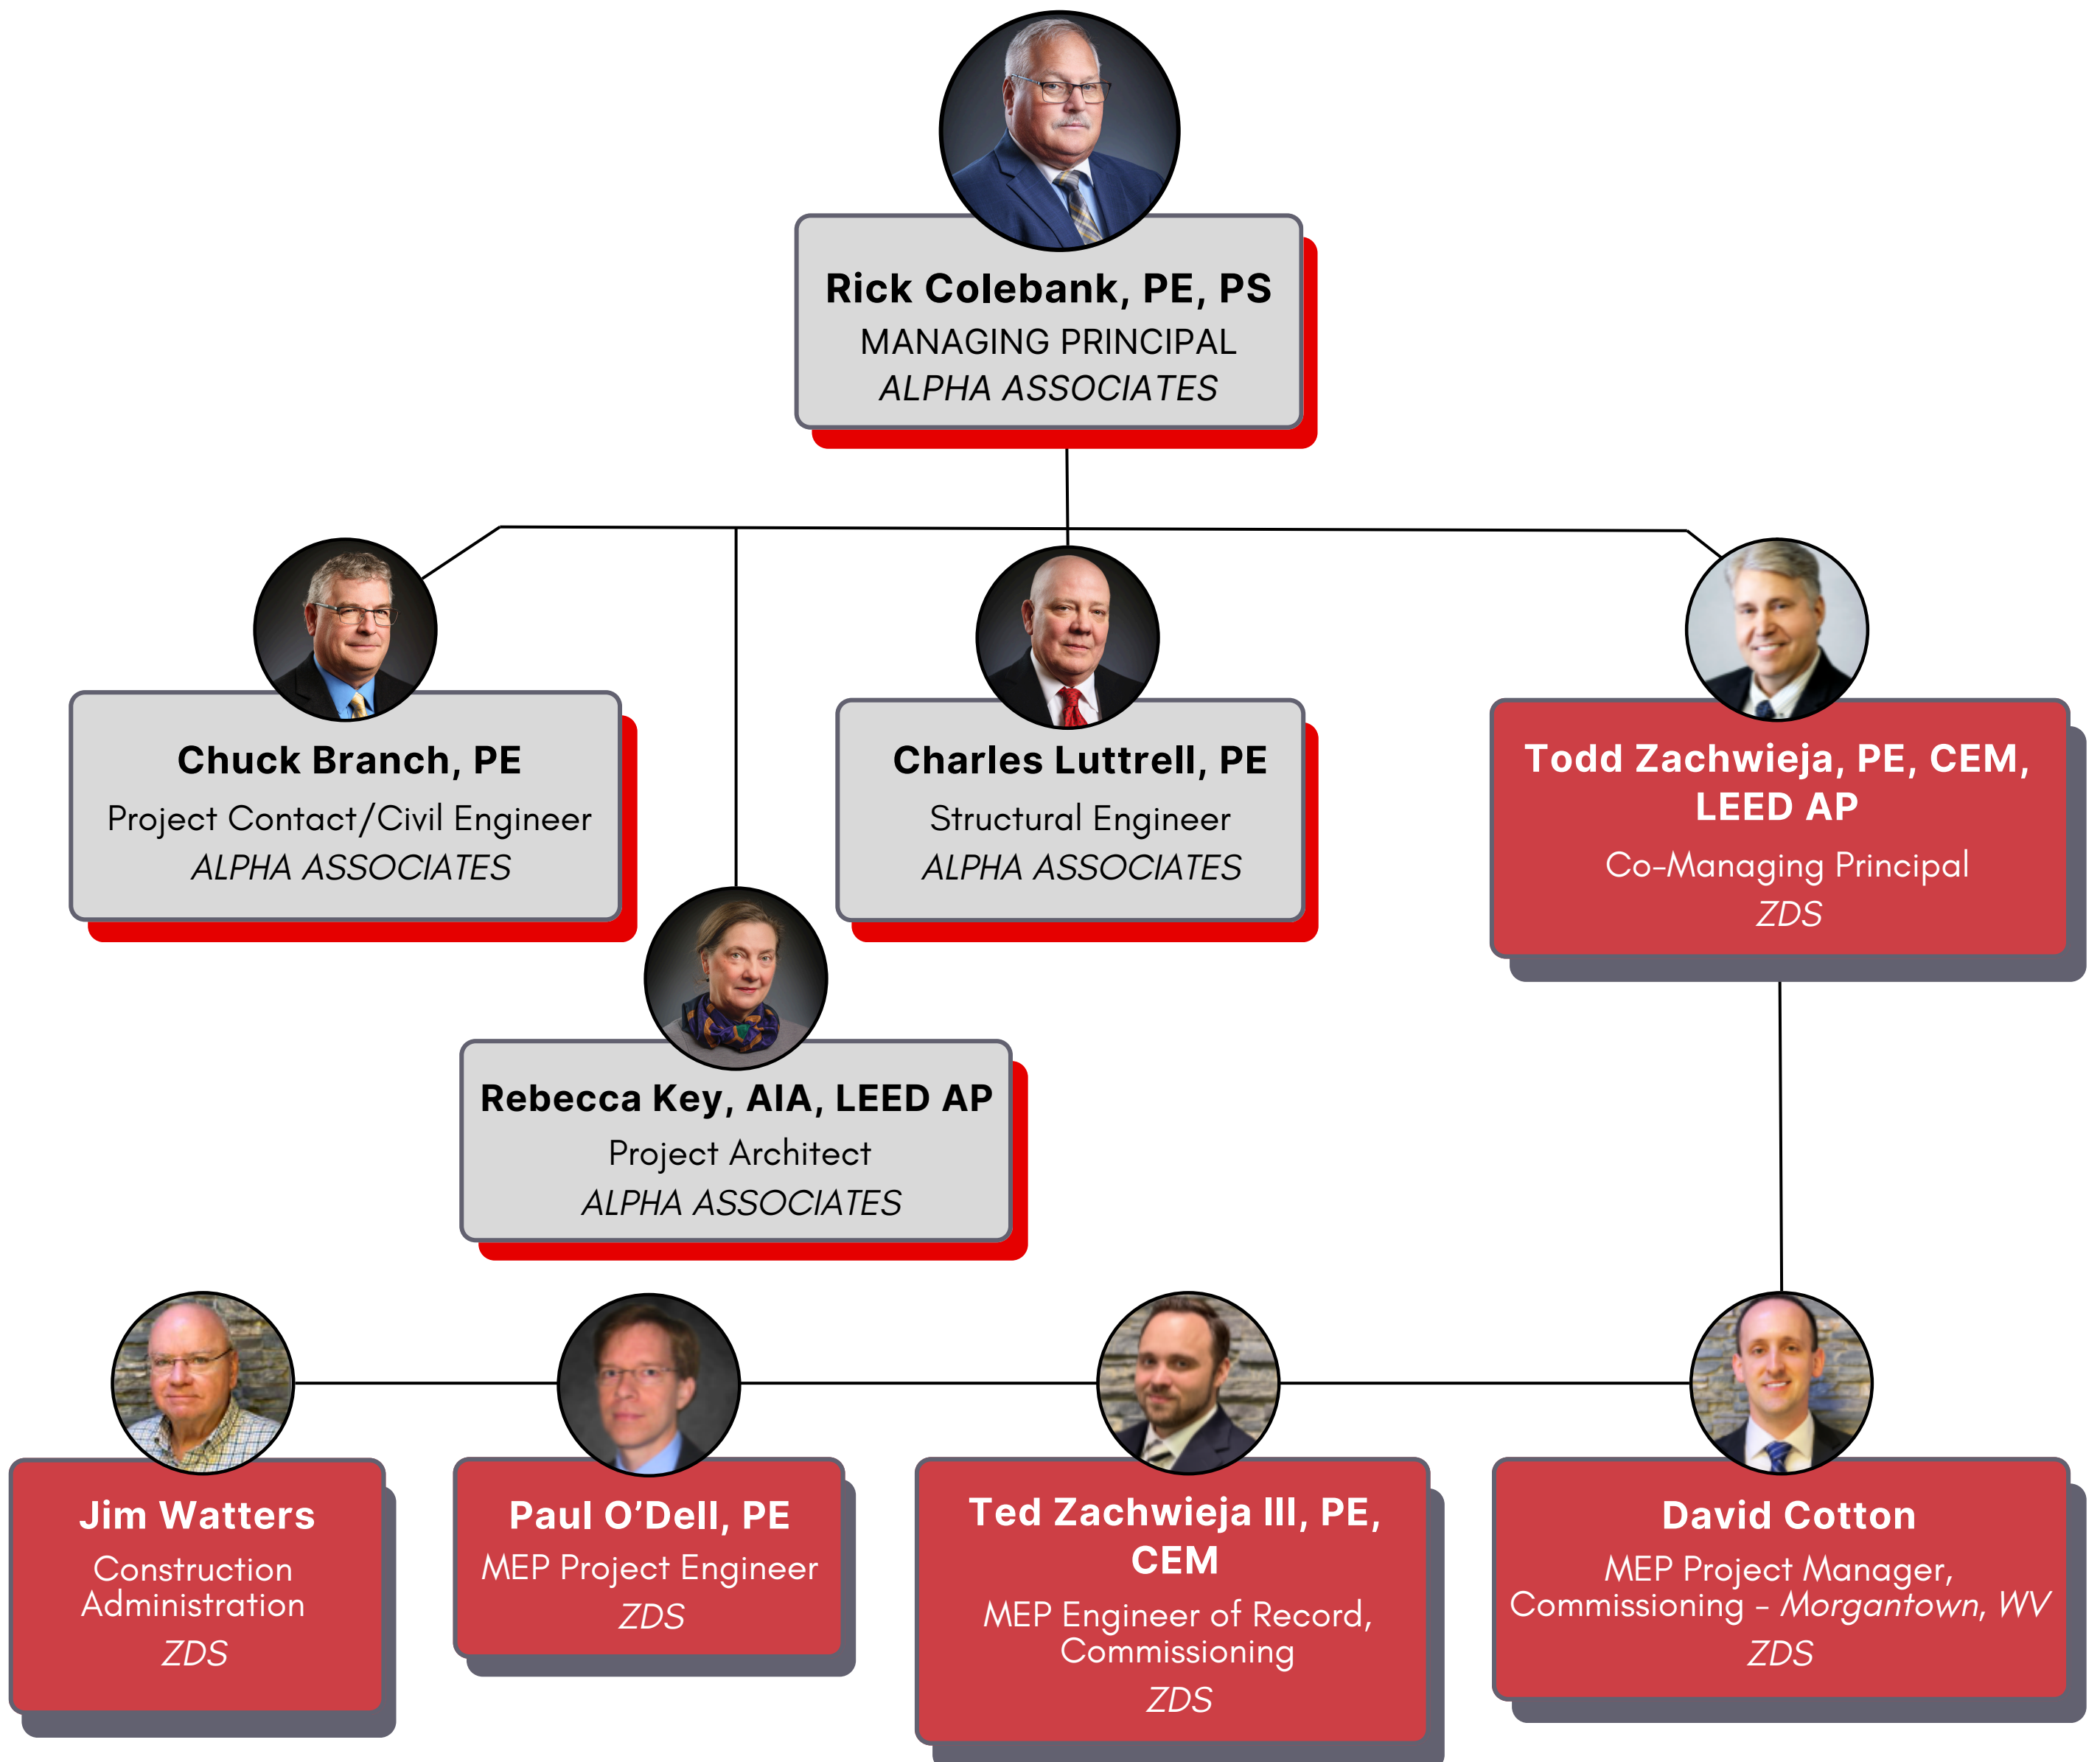 Rick Colebank, PE, PS
MANAGING PRINCIPAL
ALPHA ASSOCIATES
Chuck Branch, PE
Project Contact/Civil Engineer
ALPHA ASSOCIATES
Charles Luttrell, PE
Structural Engineer
ALPHA ASSOCIATES
Todd Zachwieja, PE, CEM,
LEED AP
Co-Managing Principal
ZDS
Rebecca Key, AIA, LEED AP
Project Architect
ALPHA ASSOCIATES
Jim Watters
Construction
Administration
ZDS
Paul O’Dell, PE
MEP Project Engineer
ZDS
Ted Zachwieja III, PE,
CEM
MEP Engineer of Record,
Commissioning
ZDS
David Cotton
MEP Project Manager,
Commissioning - Morgantown, WV
ZDS